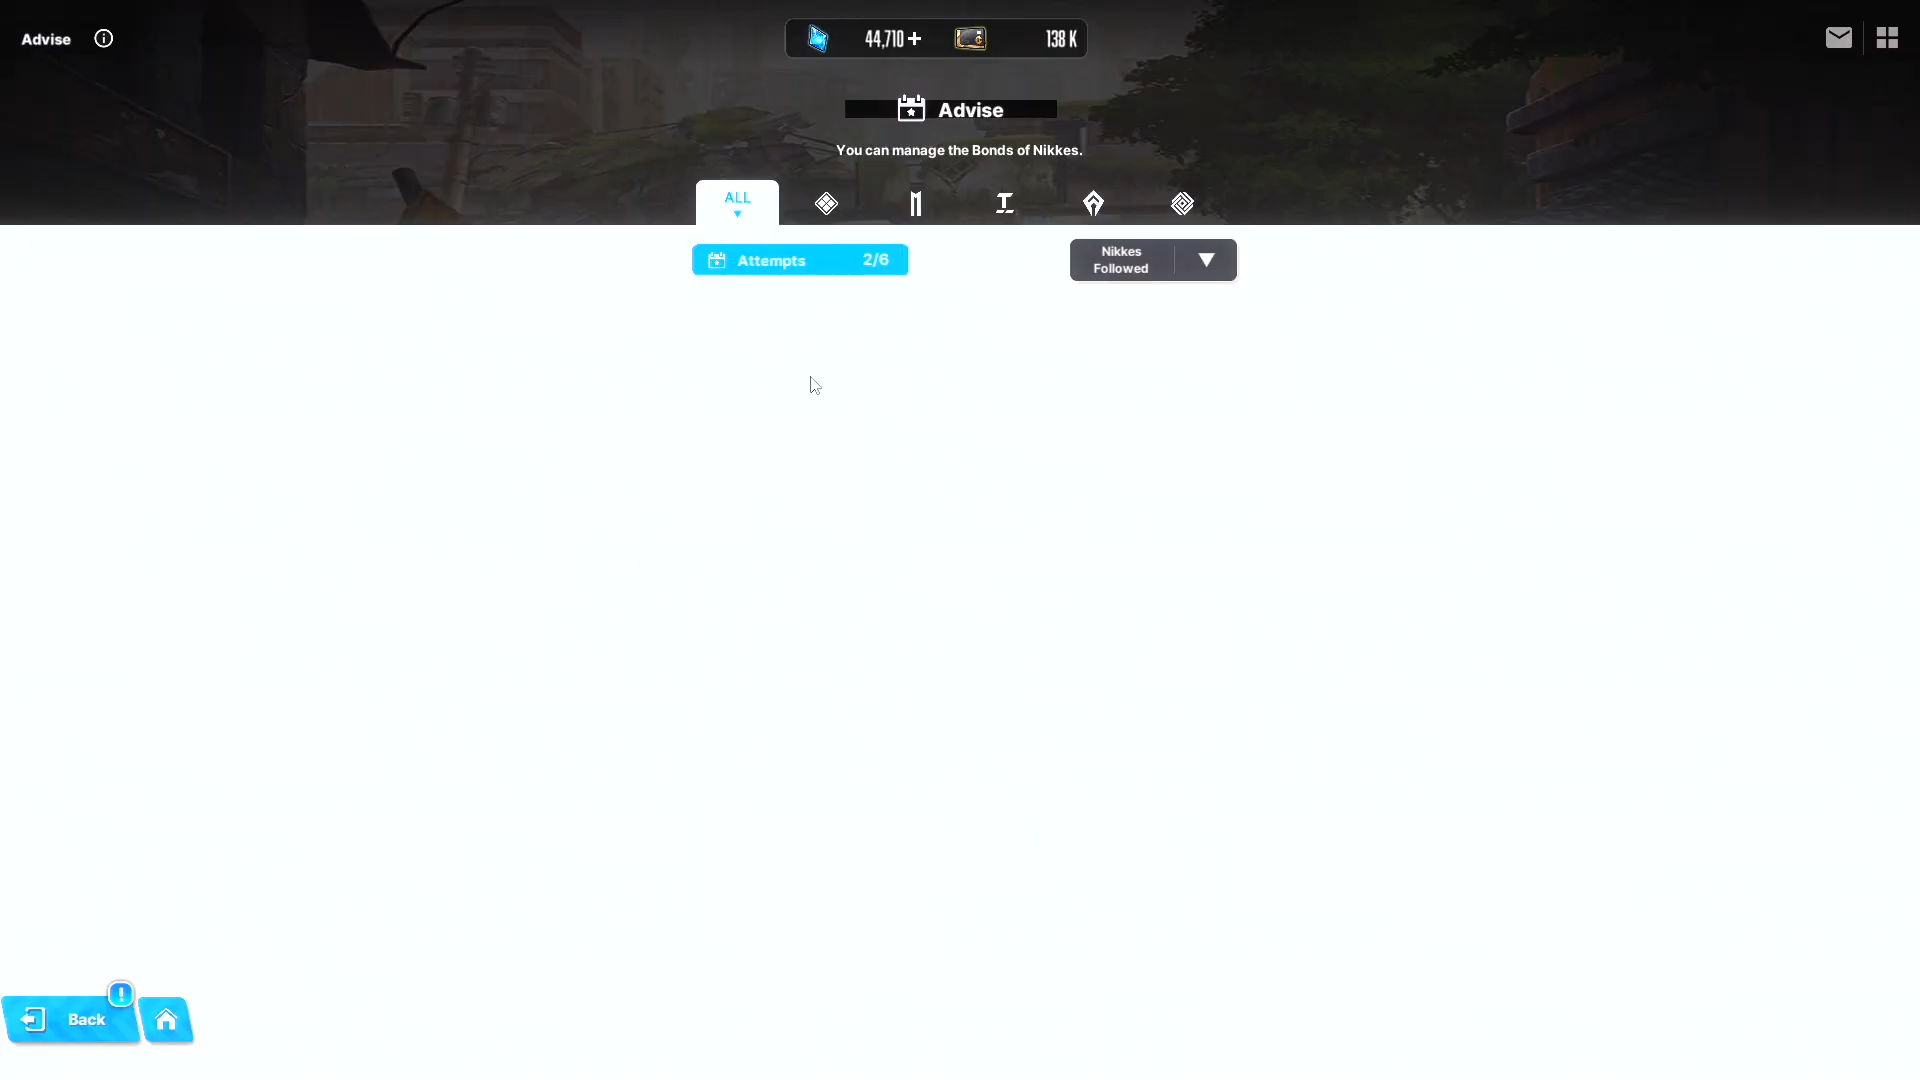 Advise
44,710
138 K
Advise
You can manage the Bonds of Nikkes.
ALL
Attempts 2/6
Nikkes
Followed
!
Back